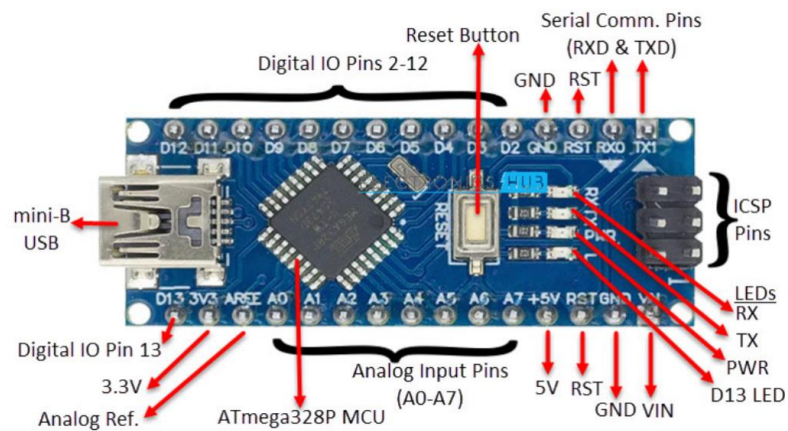 Serial Comm. Pins
(RXD & TXD)
Reset Button
Digital IO Pins 2-12
GND RST
D12 D11 D10 D9 D8 D7 D6 D5 D4 D3 D2 GND RST RX0 TX1
HUB
mini-B
USB
RESET
L
ICSP
Pins
D13 3V3 A0 A1 A2 A3 A4 A5 A6 A7 +5V RST GND VIN
LEDs
RX
TX
PWR
D13 LED
Digital IO Pin 13
3.3V
Analog Ref.
ATmega328P MCU
Analog Input Pins
(A0-A7)
5V RST
GND VIN